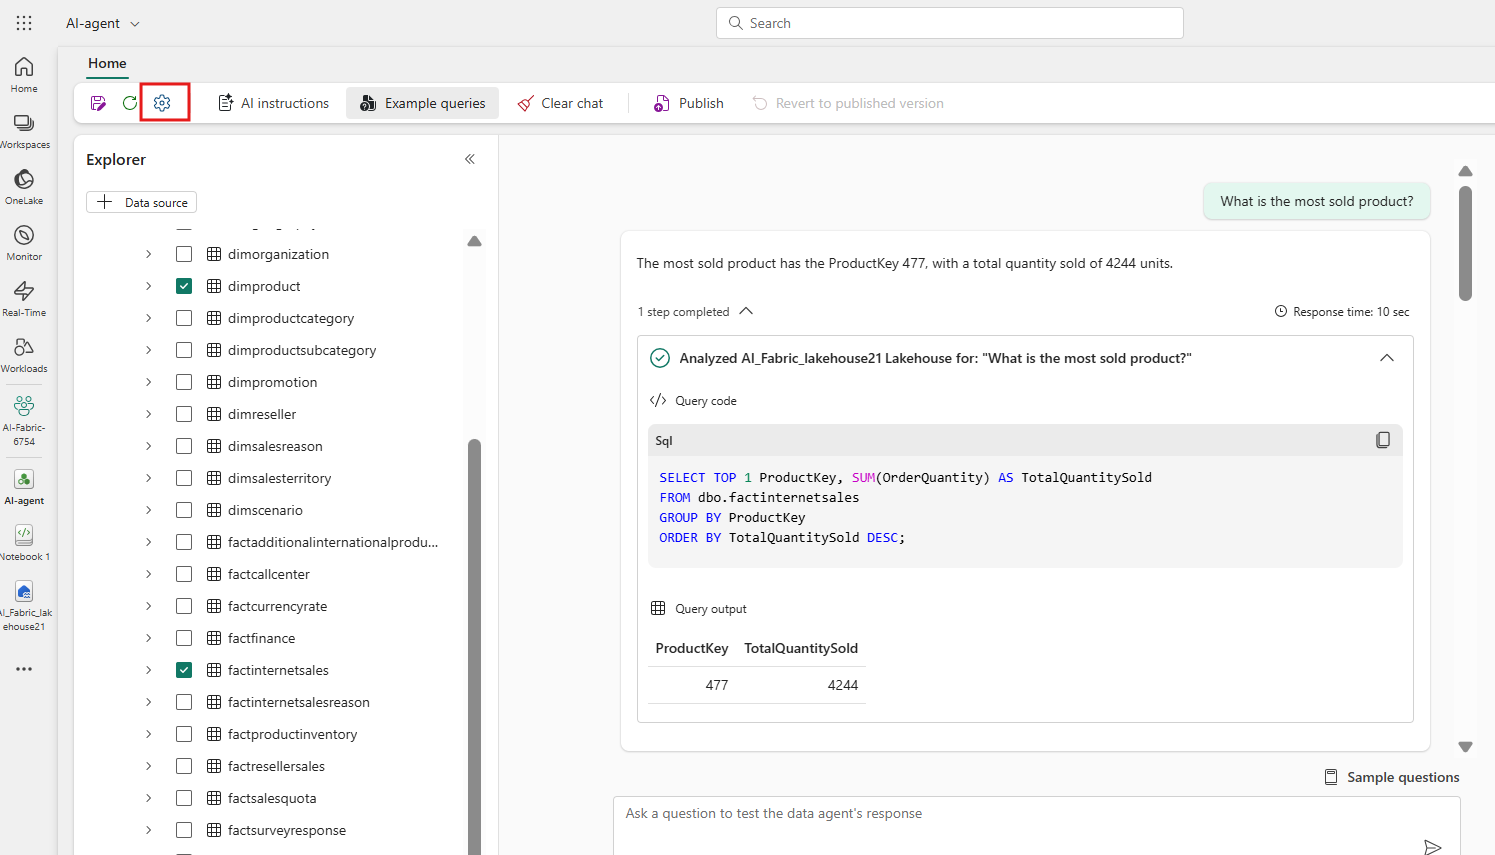 AI-agent
Search
Home
Home
AI instructions
Example queries
Clear chat
Publish
Revert to published version
Workspaces
OneLake
Monitor
Real-Time
Workloads
AI-Fabric-
6754
AI-agent
Notebook 1
AI_Fabric_lak
ehouse21
Explorer
Data source
dimorganization
dimproduct
dimproductcategory
dimproductsubcategory
dimpromotion
dimreseller
dimsalesreason
dimsalesterritory
dimscenario
factadditionalinternationalprodu...
factcallcenter
factcurrencyrate
factfinance
factinternetsales
factinternetsalesreason
factproductinventory
factresellersales
factsalesquota
factsurveyresponse
What is the most sold product?
The most sold product has the ProductKey 477, with a total quantity sold of 4244 units.
1 step completed
Response time: 10 sec
Analyzed AI_Fabric_lakehouse21 Lakehouse for: "What is the most sold product?"
Query code
Sql
SELECT TOP 1 ProductKey, SUM(OrderQuantity) AS TotalQuantitySold
FROM dbo.factinternetsales
GROUP BY ProductKey
ORDER BY TotalQuantitySold DESC;
Query output
ProductKey TotalQuantitySold
477 4244
Sample questions
Ask a question to test the data agent's response